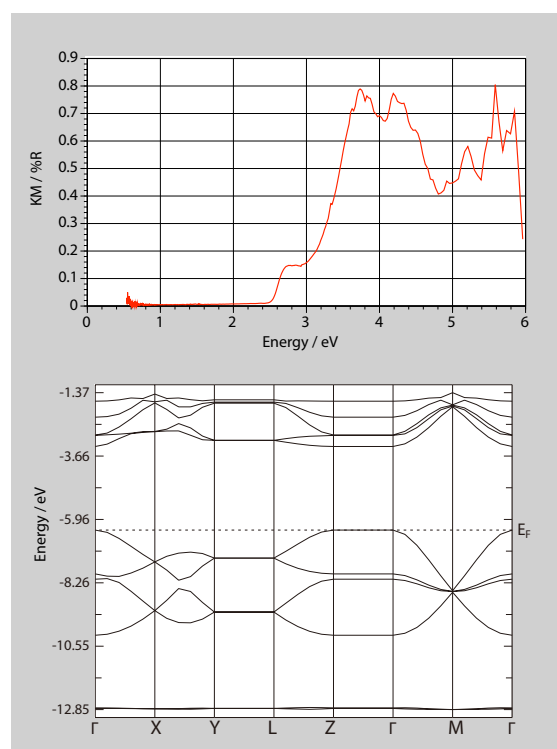 0.9
0.8
0.7
0.6
0.5
0.4
0.3
0.2
0.1
0
KM / %R
0 1 2 3 4 5 6
Energy / eV
-1.37
-3.66
-5.96
-8.26
-10.55
-12.85
Energy / eV
E_F
Γ X Y L Z Γ M Γ